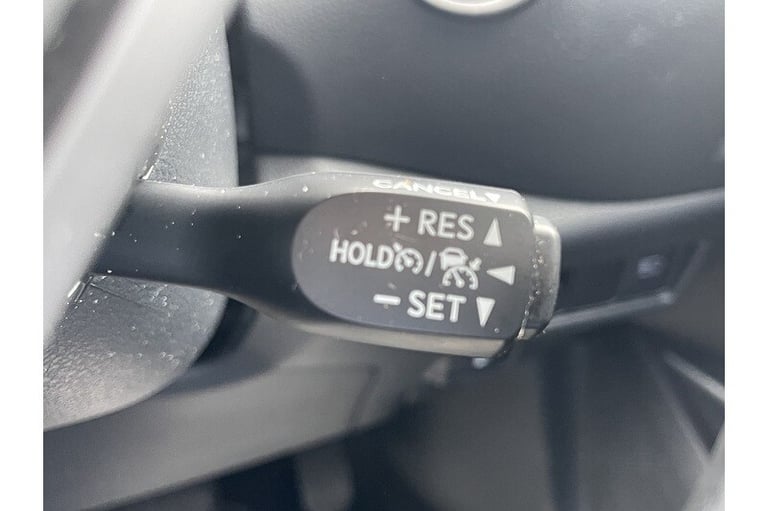 CANCEL
+ RES
HOLD /
- SET